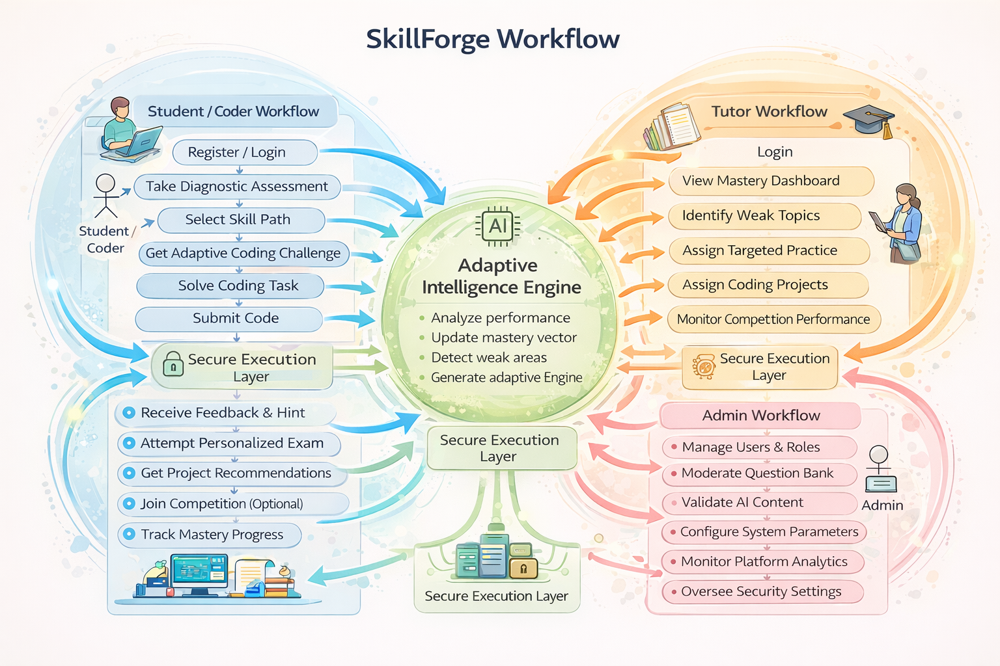 SkillForge Workflow
Student / Coder Workflow
Register / Login
Take Diagnostic Assessment
Select Skill Path
Student /
Coder
Get Adaptive Coding Challenge
Solve Coding Task
Submit Code
Secure Execution
Layer
Receive Feedback & Hint
Attempt Personalized Exam
Get Project Recommendations
Join Competition (Optional)
Track Mastery Progress
AI
Adaptive
Intelligence Engine
• Analyze performance
• Update mastery vector
• Detect weak areas
• Generate adaptive Engine
Secure Execution
Layer
Secure Execution Layer
Tutor Workflow
Login
View Mastery Dashboard
Identify Weak Topics
Assign Targeted Practice
Assign Coding Projects
Monitor Compettion Performance
Secure Execution
Layer
Admin Workflow
• Manage Users & Roles
• Moderate Question Bank
• Validate AI Content
Admin
• Configure System Parameters
• Monitor Platform Analytics
• Oversee Security Settings